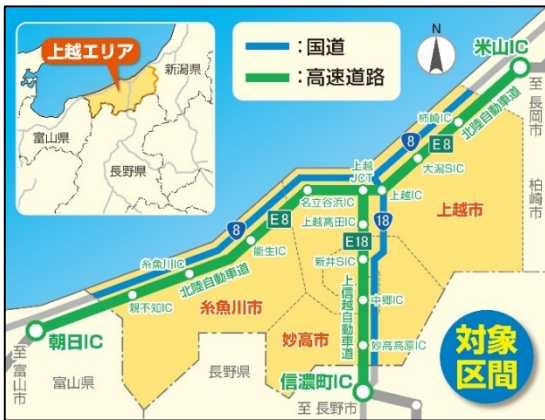 上越エリア
新潟県
富山県
長野県
:国道
:高速道路
N
米山IC
至長岡市
柿崎IC
北陸自動車道
8
E8
大潟SIC
柏崎市
上越JCT
上越IC
名立谷浜IC
18
上越市
8
E8
上越高田IC
能生IC
E18
糸魚川IC
新井SIC
北陸自動車道
上信越自動車道
親不知IC
糸魚川市
中郷IC
妙高市
朝日IC
妙高高原IC
対象
区間
至富山市
富山県
長野県
信濃町IC
至 長野市